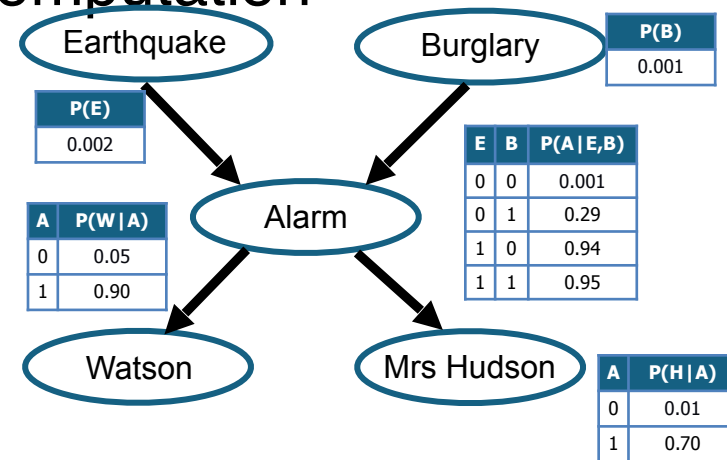 omputation
Earthquake
Burglary
P(B)
0.001
P(E)
0.002
E B P(A|E,B)
0 0 0.001
0 1 0.29
1 0 0.94
1 1 0.95
A P(W|A)
0 0.05
1 0.90
Alarm
Watson
Mrs Hudson
A P(H|A)
0 0.01
1 0.70